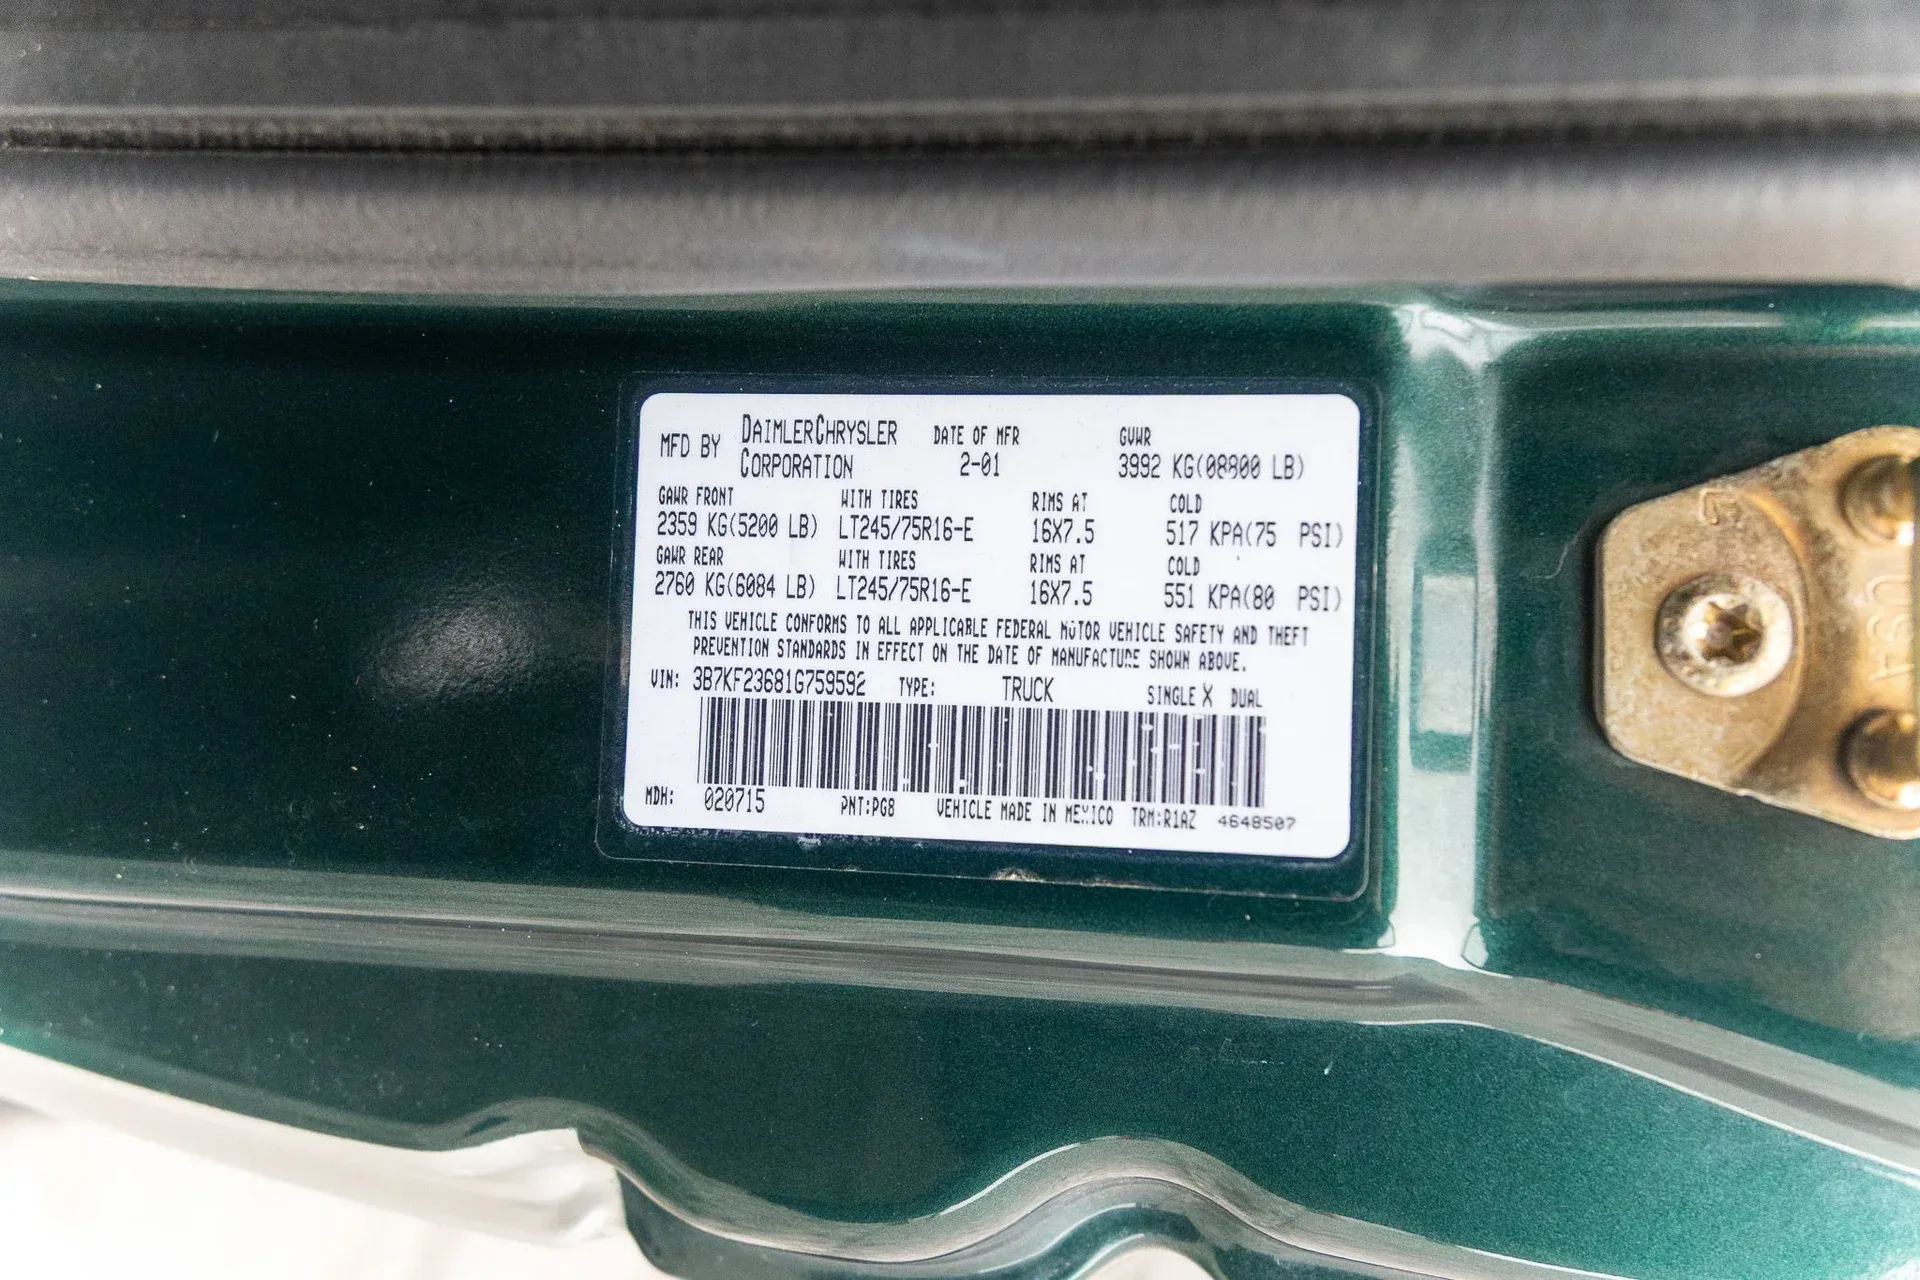 MFD BY DAIMLERCHRYSLER CORPORATION DATE OF MFR 2-01 GVWR 3992 KG(08800 LB)
GAWR FRONT WITH TIRES RIMS AT COLD
2359 KG(5200 LB) LT245/75R16-E 16X7.5 517 KPA(75 PSI)
GAWR REAR WITH TIRES RIMS AT COLD
2760 KG(6084 LB) LT245/75R16-E 16X7.5 551 KPA(80 PSI)
THIS VEHICLE CONFORMS TO ALL APPLICABLE FEDERAL MOTOR VEHICLE SAFETY AND THEFT
PREVENTION STANDARDS IN EFFECT ON THE DATE OF MANUFACTURE SHOWN ABOVE.
VIN: 3B7KF23681G759592 TYPE: TRUCK SINGLE X DUAL
MDH: 020715 PNT:PG8 VEHICLE MADE IN MEXICO TRM:R1AZ 4648507
USA